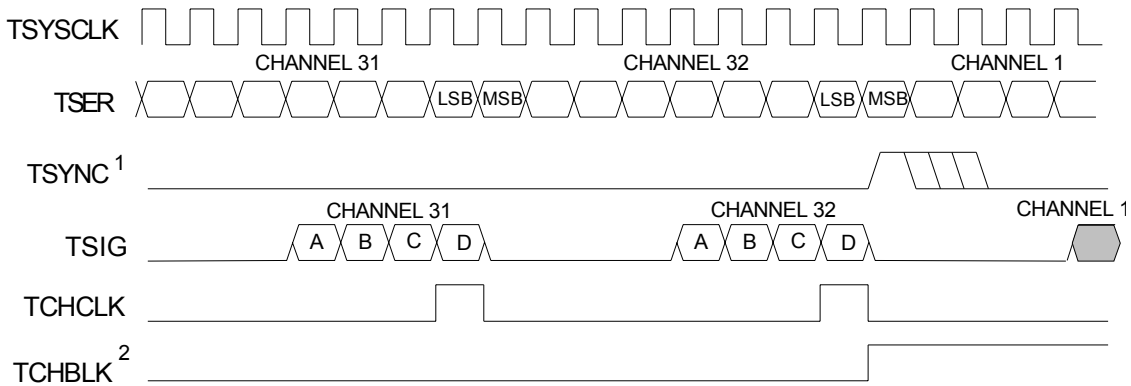 TSYSCLK
CHANNEL 31 CHANNEL 32 CHANNEL 1
TSER LSB MSB LSB MSB
TSYNC 1
CHANNEL 31 CHANNEL 32 CHANNEL 1
TSIG A B C D A B C D
TCHCLK
TCHBLK 2